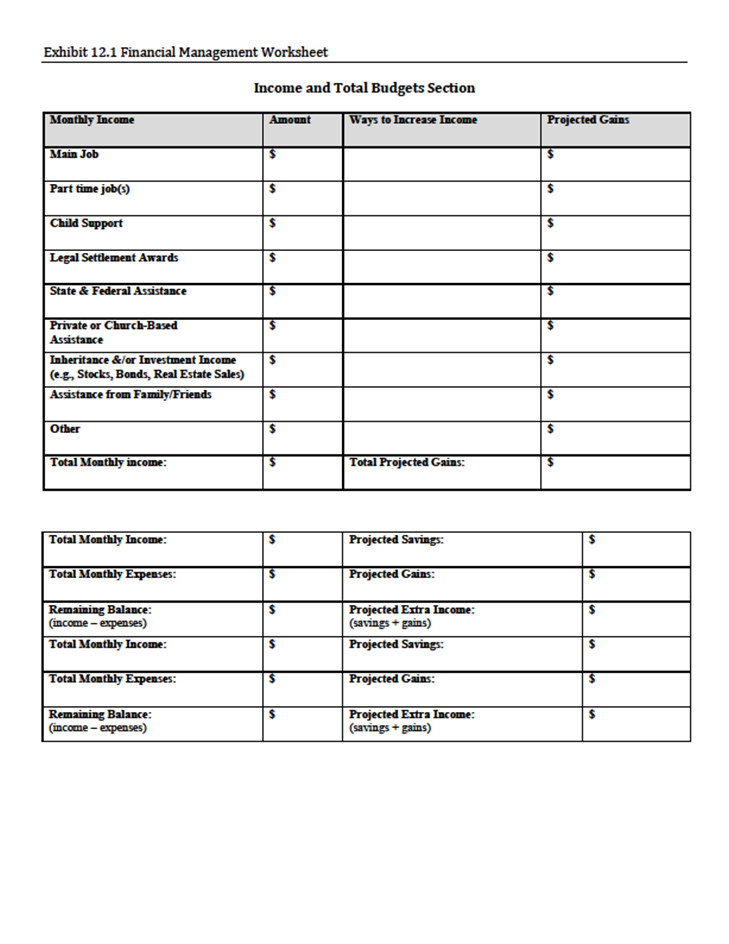 Exhibit 12.1 Financial Management Worksheet
Income and Total Budgets Section
Monthly Income Amount Ways to Increase Income Projected Gains
Main Job $ $
Part time job(s) $ $
Child Support $ $
Legal Settlement Awards $ $
State & Federal Assistance $ $
Private or Church-Based $ $
Assistance
Inheritance &/or Investment Income $ $
(e.g., Stocks, Bonds, Real Estate Sales)
Assistance from Family/Friends $ $
Other $ $
Total Monthly income: $ Total Projected Gains: $
Total Monthly Income: $ Projected Savings: $
Total Monthly Expenses: $ Projected Gains: $
Remaining Balance: $ Projected Extra Income: $
(income – expenses) (savings + gains)
Total Monthly Income: $ Projected Savings: $
Total Monthly Expenses: $ Projected Gains: $
Remaining Balance: $ Projected Extra Income: $
(income – expenses) (savings + gains)